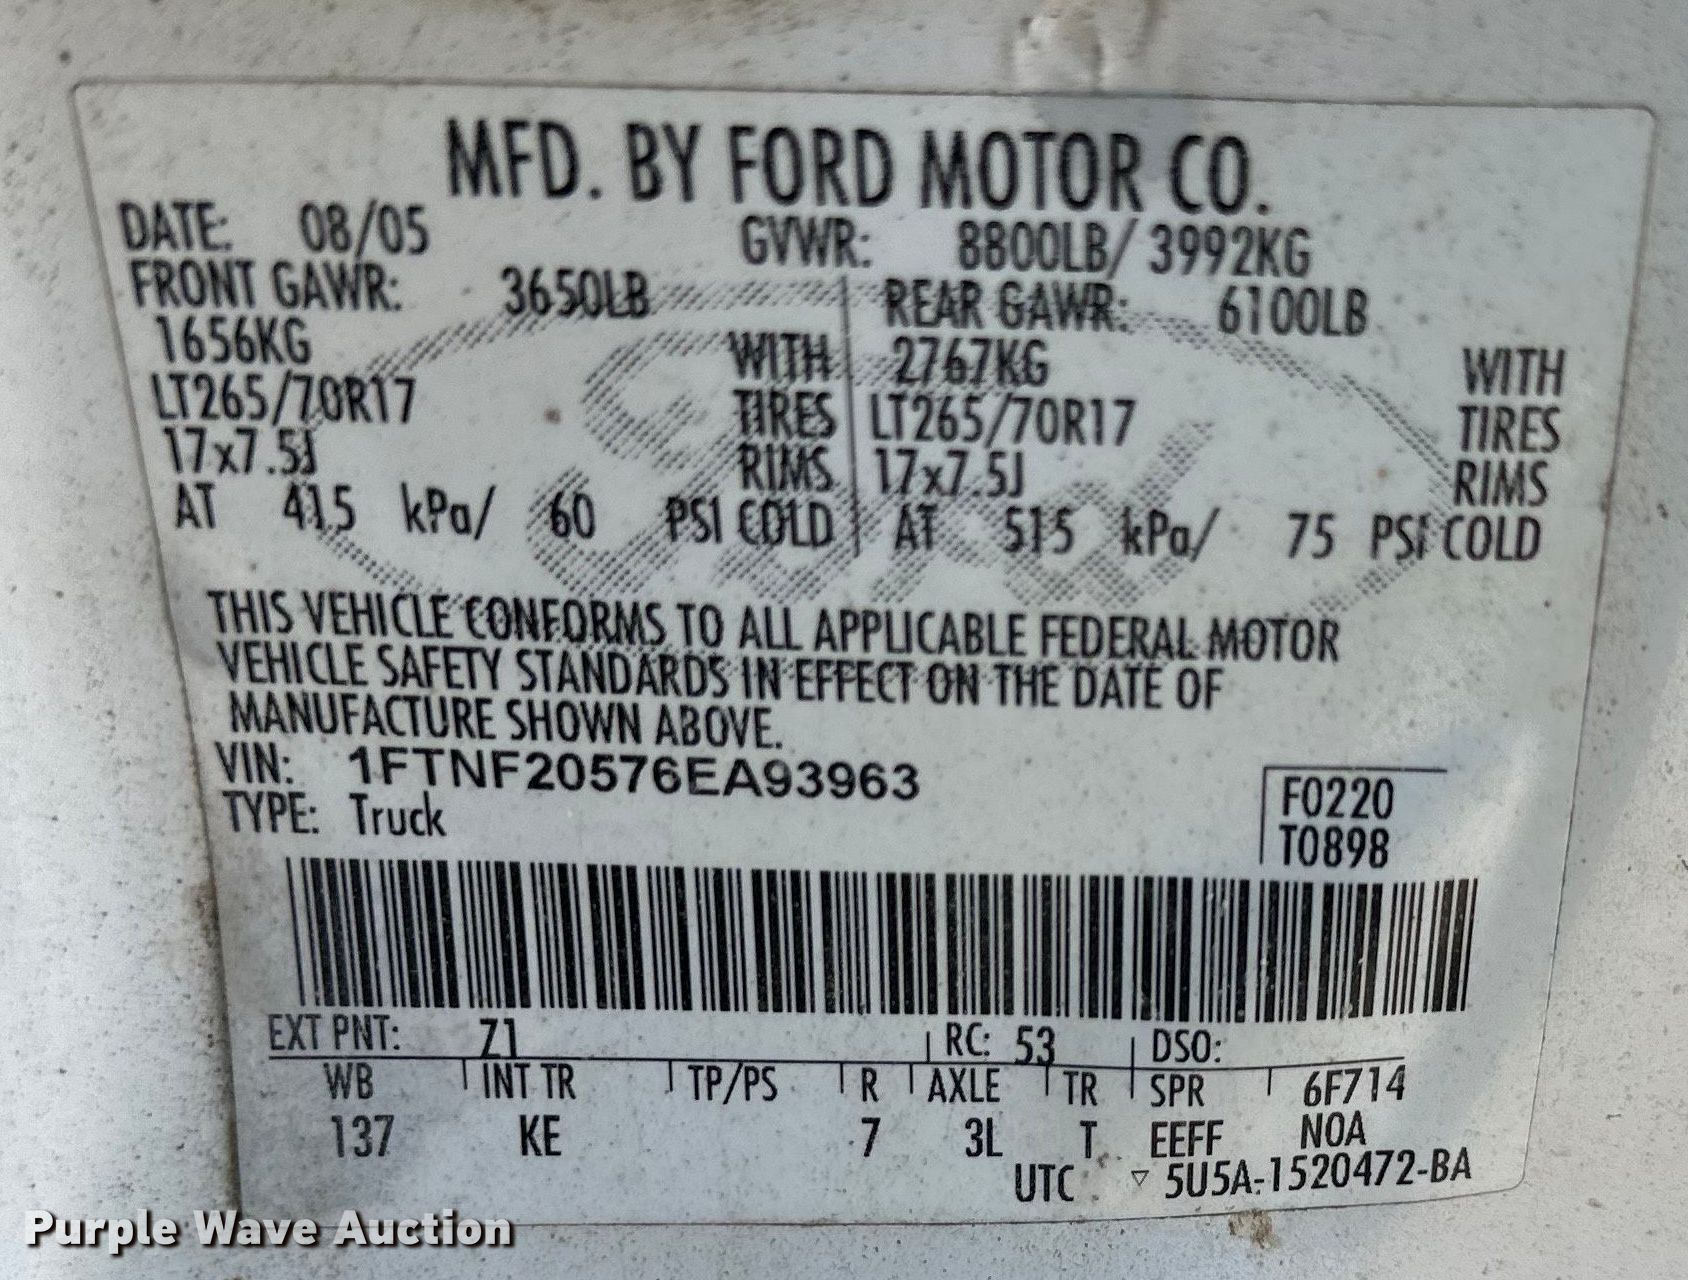 MFD. BY FORD MOTOR CO.
DATE: 08/05 GVWR: 8800LB/ 3992KG
FRONT GAWR: 3650LB REAR GAWR: 6100LB
1656KG WITH 2767KG WITH
LT265/70R17 TIRES LT265/70R17 TIRES
17x7.5J RIMS 17x7.5J RIMS
AT 415 kPa/ 60 PSI COLD AT 515 kPa/ 75 PSI COLD
THIS VEHICLE CONFORMS TO ALL APPLICABLE FEDERAL MOTOR
VEHICLE SAFETY STANDARDS IN EFFECT ON THE DATE OF
MANUFACTURE SHOWN ABOVE.
VIN: 1FTNF20576EA93963
TYPE: Truck
F0220
T0898
EXT PNT: Z1 RC: 53 DSO:
WB INT TR TP/PS R AXLE TR SPR 6F714
137 KE 7 3L T EEFF NOA
UTC ▽ 5U5A-1520472-BA
Ford
Purple Wave Auction